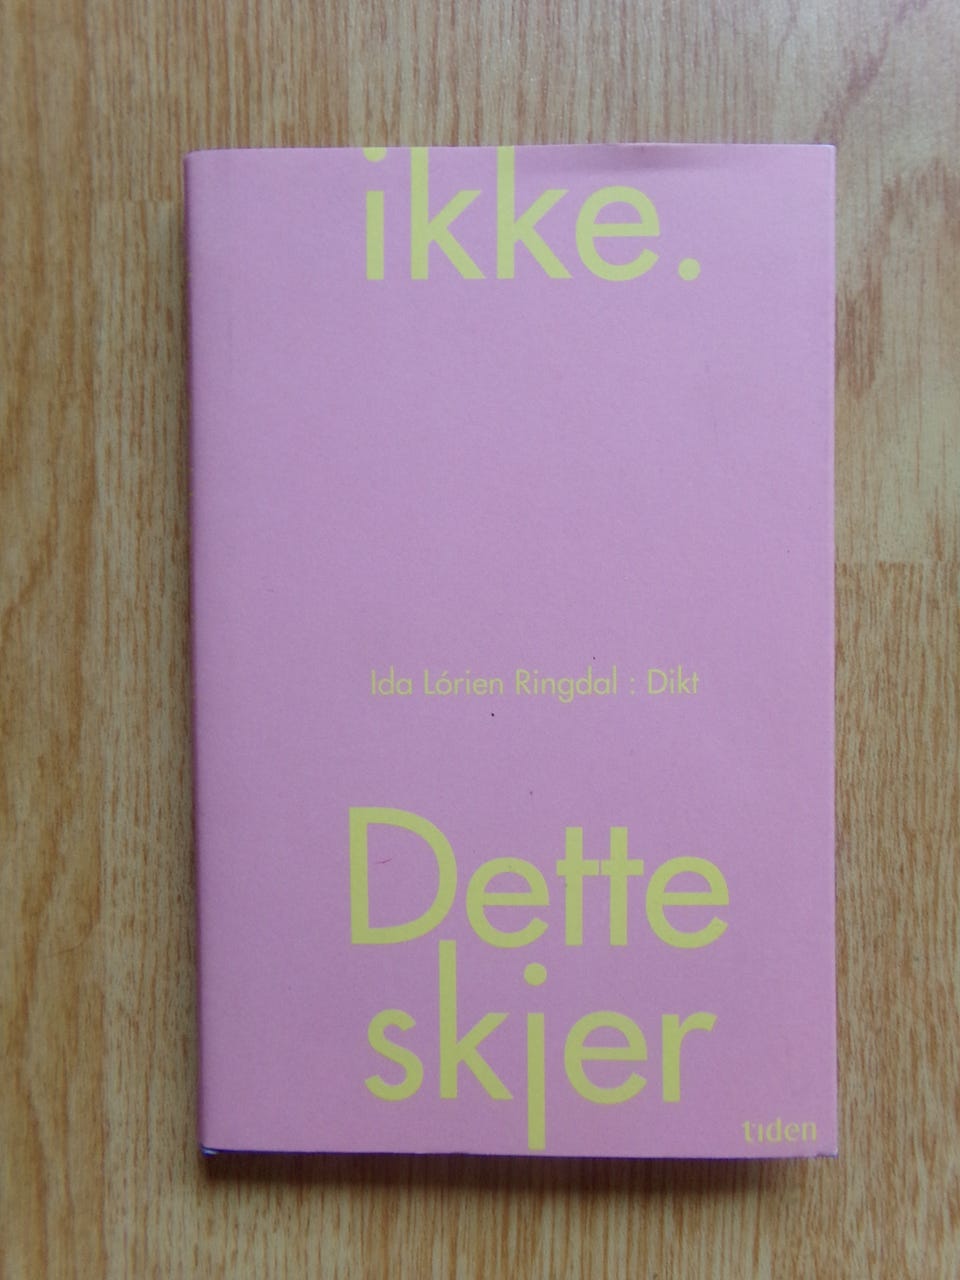 ikke.
Ida Lórien Ringdal : Dikt
Dette
skjer
tiden